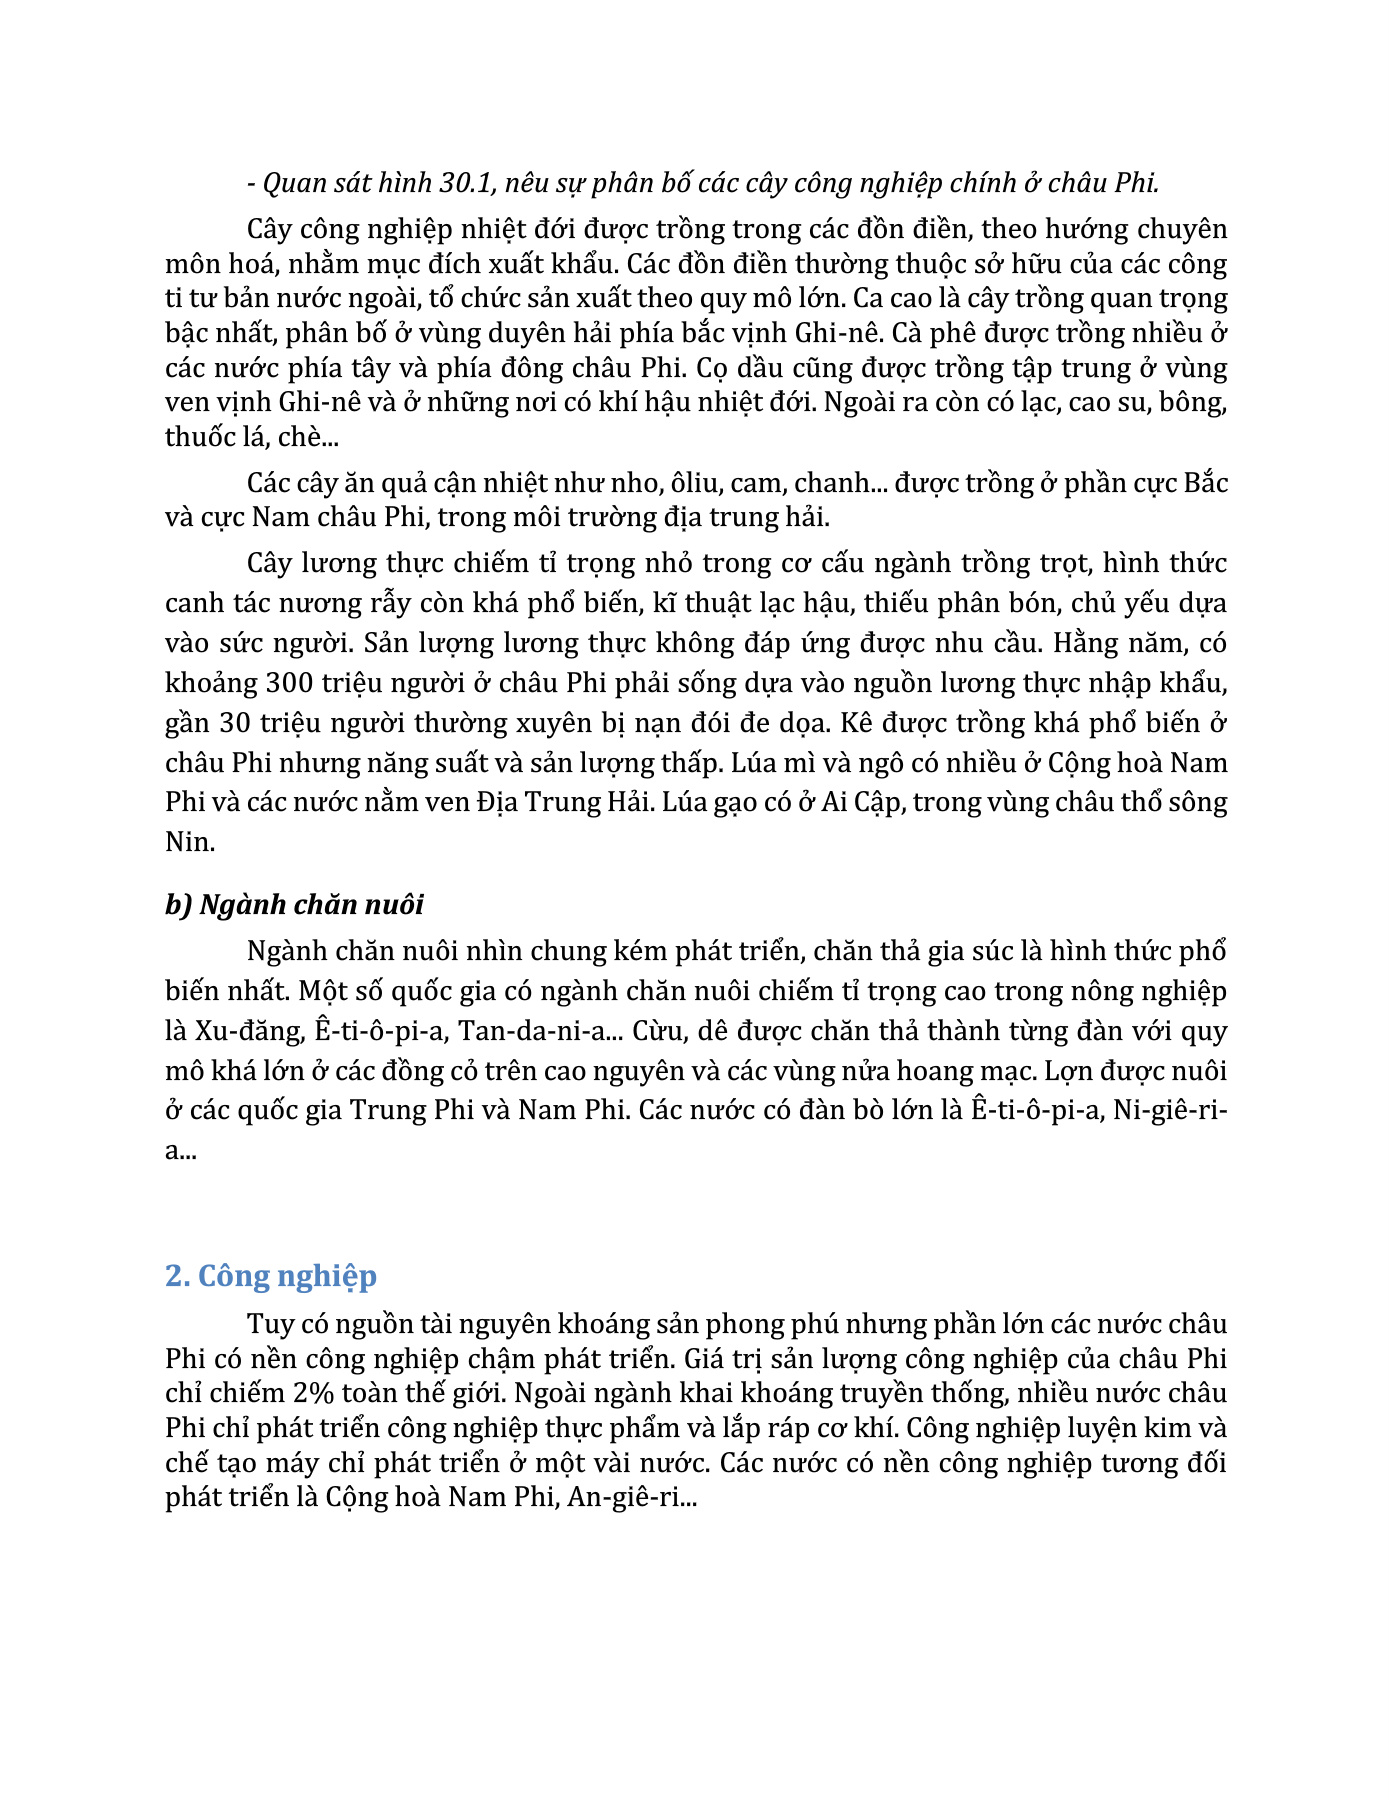 - Quan sát hình 30.1, nêu sự phân bố các cây công nghiệp chính ở châu Phi.
Cây công nghiệp nhiệt đới được trồng trong các đồn điền, theo hướng chuyên
môn hoá, nhằm mục đích xuất khẩu. Các đồn điền thường thuộc sở hữu của các công
ti tư bản nước ngoài, tổ chức sản xuất theo quy mô lớn. Ca cao là cây trồng quan trọng
bậc nhất, phân bố ở vùng duyên hải phía bắc vịnh Ghi-nê. Cà phê được trồng nhiều ở
các nước phía tây và phía đông châu Phi. Cọ dầu cũng được trồng tập trung ở vùng
ven vịnh Ghi-nê và ở những nơi có khí hậu nhiệt đới. Ngoài ra còn có lạc, cao su, bông,
thuốc lá, chè...
Các cây ăn quả cận nhiệt như nho, ôliu, cam, chanh... được trồng ở phần cực Bắc
và cực Nam châu Phi, trong môi trường địa trung hải.
Cây lương thực chiếm tỉ trọng nhỏ trong cơ cấu ngành trồng trọt, hình thức
canh tác nương rẫy còn khá phổ biến, kĩ thuật lạc hậu, thiếu phân bón, chủ yếu dựa
vào sức người. Sản lượng lương thực không đáp ứng được nhu cầu. Hằng năm, có
khoảng 300 triệu người ở châu Phi phải sống dựa vào nguồn lương thực nhập khẩu,
gần 30 triệu người thường xuyên bị nạn đói đe dọa. Kê được trồng khá phổ biến ở
châu Phi nhưng năng suất và sản lượng thấp. Lúa mì và ngô có nhiều ở Cộng hoà Nam
Phi và các nước nằm ven Địa Trung Hải. Lúa gạo có ở Ai Cập, trong vùng châu thổ sông
Nin.
b) Ngành chăn nuôi
Ngành chăn nuôi nhìn chung kém phát triển, chăn thả gia súc là hình thức phổ
biến nhất. Một số quốc gia có ngành chăn nuôi chiếm tỉ trọng cao trong nông nghiệp
là Xu-đăng, Ê-ti-ô-pi-a, Tan-da-ni-a... Cừu, dê được chăn thả thành từng đàn với quy
mô khá lớn ở các đồng cỏ trên cao nguyên và các vùng nửa hoang mạc. Lợn được nuôi
ở các quốc gia Trung Phi và Nam Phi. Các nước có đàn bò lớn là Ê-ti-ô-pi-a, Ni-giê-ri-
a...
2. Công nghiệp
Tuy có nguồn tài nguyên khoáng sản phong phú nhưng phần lớn các nước châu
Phi có nền công nghiệp chậm phát triển. Giá trị sản lượng công nghiệp của châu Phi
chỉ chiếm 2% toàn thế giới. Ngoài ngành khai khoáng truyền thống, nhiều nước châu
Phi chỉ phát triển công nghiệp thực phẩm và lắp ráp cơ khí. Công nghiệp luyện kim và
chế tạo máy chỉ phát triển ở một vài nước. Các nước có nền công nghiệp tương đối
phát triển là Cộng hoà Nam Phi, An-giê-ri...